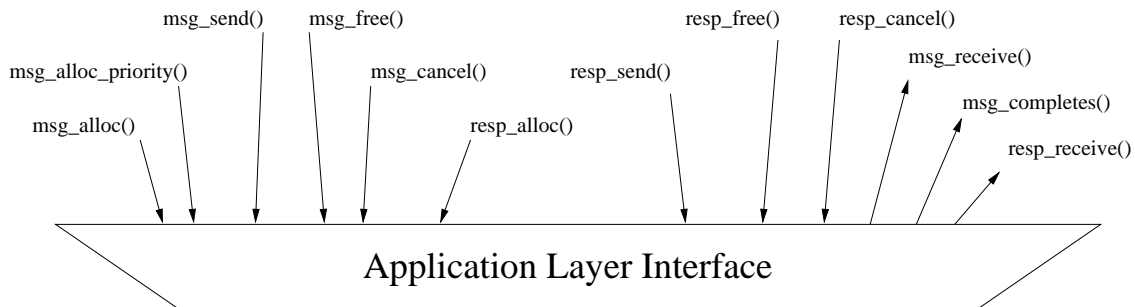 msg_send()
msg_free()
resp_free()
resp_cancel()
msg_receive()
msg_alloc_priority()
msg_cancel()
resp_send()
msg_completes()
msg_alloc()
resp_alloc()
resp_receive()
Application Layer Interface